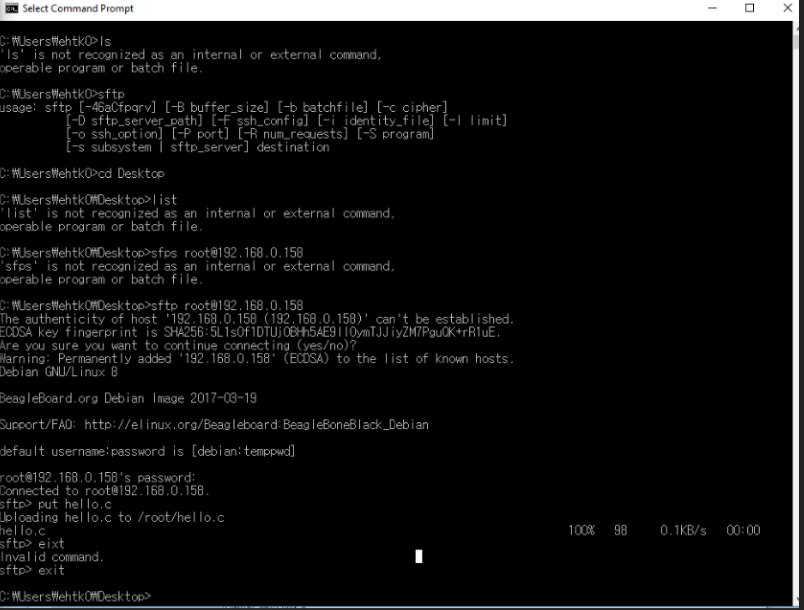 Select Command Prompt
C:₩Users₩ehtk0>ls
'ls' is not recognized as an internal or external command,
operable program or batch file.
C:₩Users₩ehtk0>sftp
usage: sftp [-46aCfpqrv] [-B buffer_size] [-b batchfile] [-c cipher]
[-D sftp_server_path] [-F ssh_config] [-i identity_file] [-l limit]
[-o ssh_option] [-P port] [-R num_requests] [-S program]
[-s subsystem | sftp_server] destination
C:₩Users₩ehtk0>cd Desktop
C:₩Users₩ehtk0₩Desktop>list
'list' is not recognized as an internal or external command,
operable program or batch file.
C:₩Users₩ehtk0₩Desktop>sfps root@192.168.0.158
'sfps' is not recognized as an internal or external command,
operable program or batch file.
C:₩Users₩ehtk0₩Desktop>sftp root@192.168.0.158
The authenticity of host '192.168.0.158 (192.168.0.158)' can't be established.
ECDSA key fingerprint is
Are you sure you want to continue connecting (yes/no)?
Warning: Permanently added '192.168.0.158' (ECDSA) to the list of known hosts.
Debian GNU/Linux 8
BeagleBoard.org Debian Image 2017-03-19
Support/FAQ: http://elinux.org/Beagleboard:BeagleBoneBlack_Debian
default username:password is [debian:temppwd]
root@192.168.0.158's password:
Connected to root@192.168.0.158.
sftp> put hello.c
Uploading hello.c to /root/hello.c
hello.c 100% 98 0.1KB/s 00:00
sftp> eixt
Invalid command.
sftp> exit
C:₩Users₩ehtk0₩Desktop>